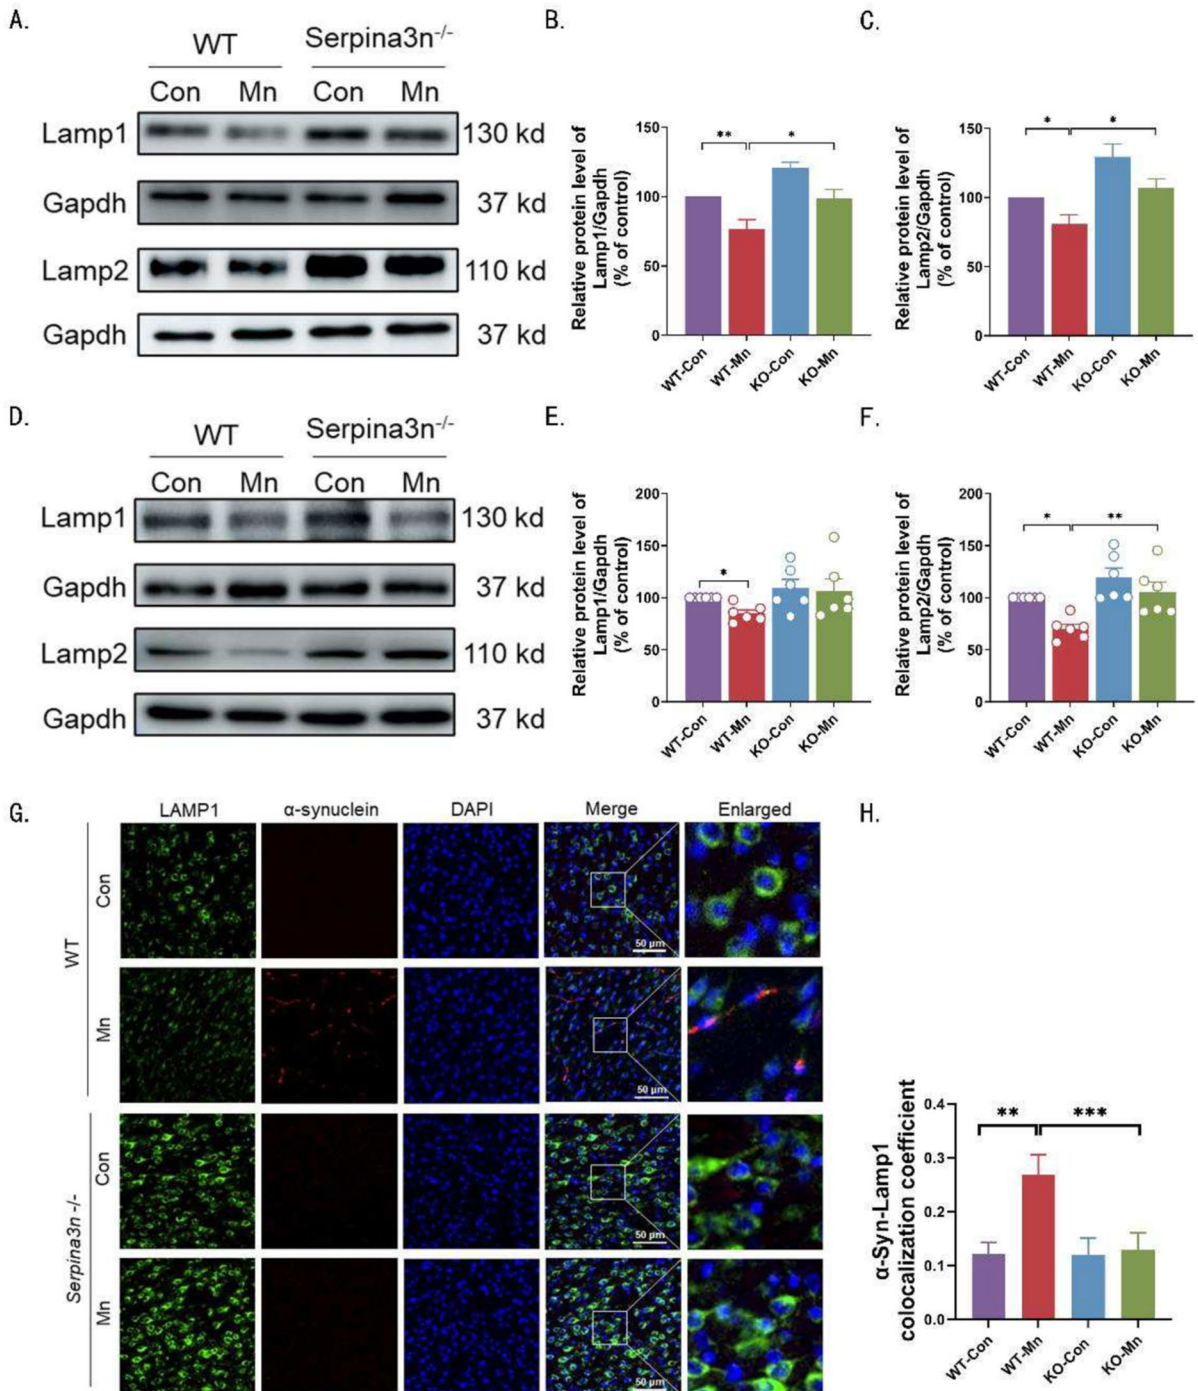 A.
WT
Serpina3n-/-
Con Mn Con Mn
Lamp1 130 kd
Gapdh 37 kd
Lamp2 110 kd
Gapdh 37 kd
B.
Relative protein level of
Lamp1/Gapdh
(% of control)
150
100
50
0
** *
WT-Con
WT-Mn
KO-Con
KO-Mn
C.
Relative protein level of
Lamp2/Gapdh
(% of control)
150
100
50
0
* *
WT-Con
WT-Mn
KO-Con
KO-Mn
D.
WT
Serpina3n-/-
Con Mn Con Mn
Lamp1 130 kd
Gapdh 37 kd
Lamp2 110 kd
Gapdh 37 kd
E.
Relative protein level of
Lamp1/Gapdh
(% of control)
200
150
100
50
0
*
WT-Con
WT-Mn
KO-Con
KO-Mn
F.
Relative protein level of
Lamp2/Gapdh
(% of control)
200
150
100
50
0
* **
WT-Con
WT-Mn
KO-Con
KO-Mn
G.
LAMP1 α-synuclein DAPI Merge Enlarged
WT
Con
50 µm
Mn
50 µm
Serpina3n -/-
Con
50 µm
Mn
50 µm
H.
α-Syn-Lamp1
colocalization coefficient
0.4
0.3
0.2
0.1
0.0
** ***
WT-Con
WT-Mn
KO-Con
KO-Mn